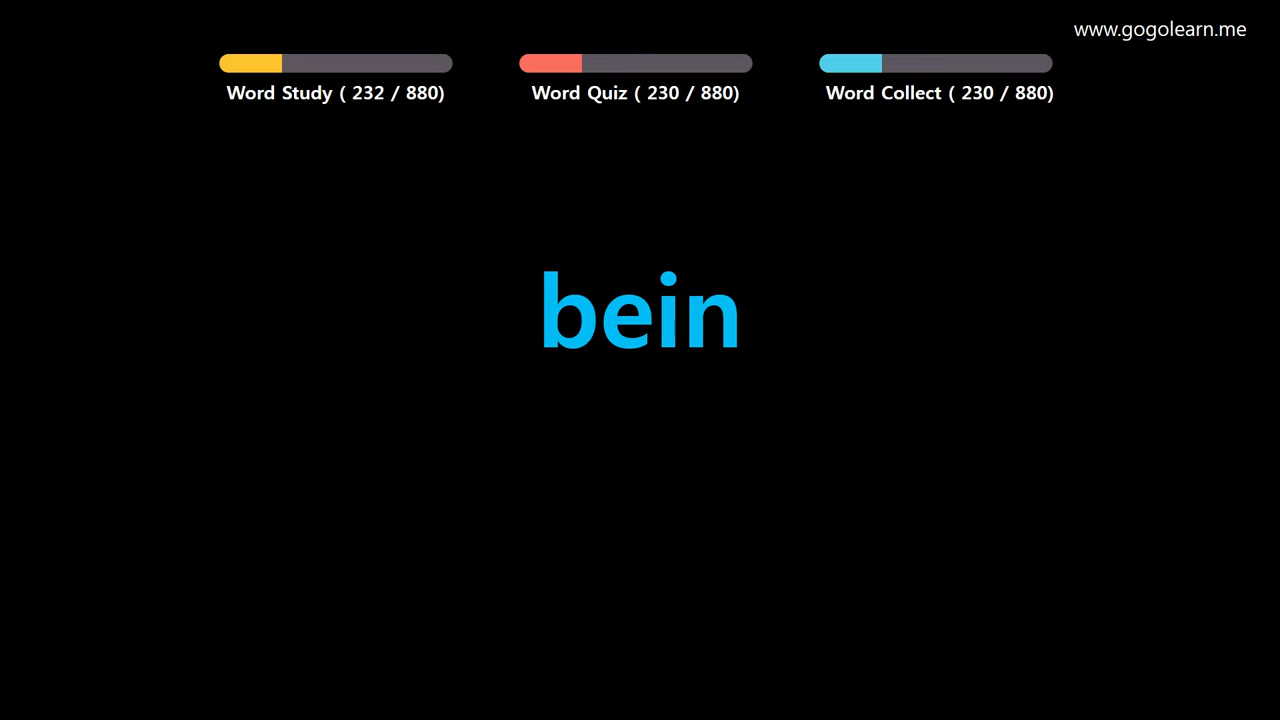 www.gogolearn.me
Word Study ( 232 / 880)
Word Quiz ( 230 / 880)
Word Collect ( 230 / 880)
bein